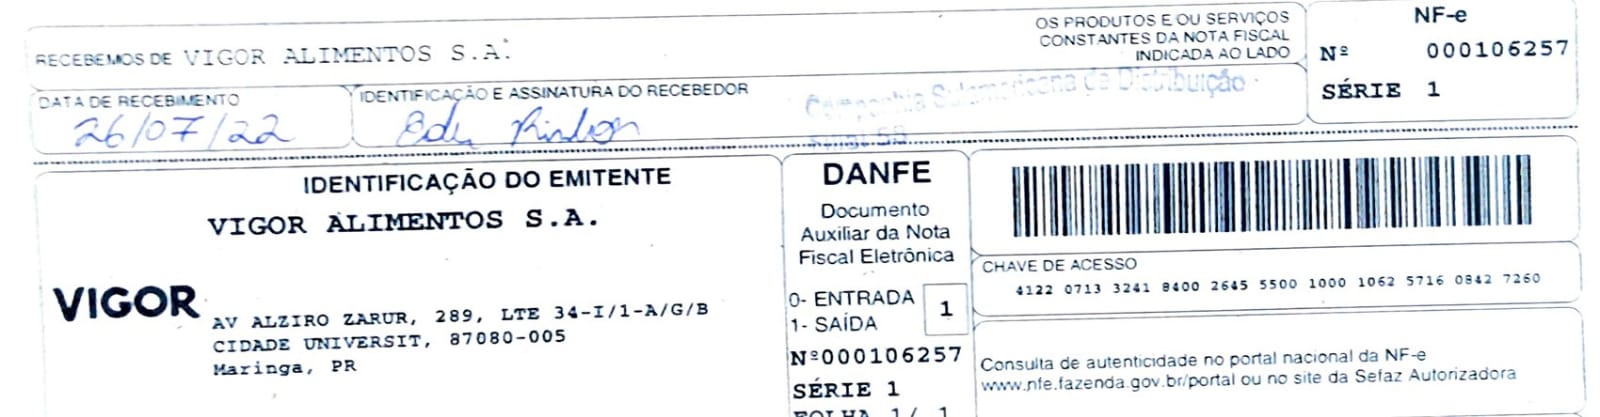 RECEBEMOS DE VIGOR ALIMENTOS S.A.
OS PRODUTOS E OU SERVIÇOS
CONSTANTES DA NOTA FISCAL
INDICADA AO LADO
NF-e
Nº 000106257
SÉRIE 1
DATA DE RECEBIMENTO
26/07/22
IDENTIFICAÇÃO E ASSINATURA DO RECEBEDOR
Companhia Sulamericana de Distribuição
IDENTIFICAÇÃO DO EMITENTE
VIGOR ALIMENTOS S.A.
VIGOR
AV ALZIRO ZARUR, 289, LTE 34-I/1-A/G/B
CIDADE UNIVERSIT, 87080-005
Maringa, PR
DANFE
Documento
Auxiliar da Nota
Fiscal Eletrônica
0- ENTRADA
1- SAÍDA
1
Nº000106257
SÉRIE 1
FOLHA 1/ 1
CHAVE DE ACESSO
4122 0713 3241 8400 2645 5500 1000 1062 5716 0842 7260
Consulta de autenticidade no portal nacional da NF-e
www.nfe.fazenda.gov.br/portal ou no site da Sefaz Autorizadora